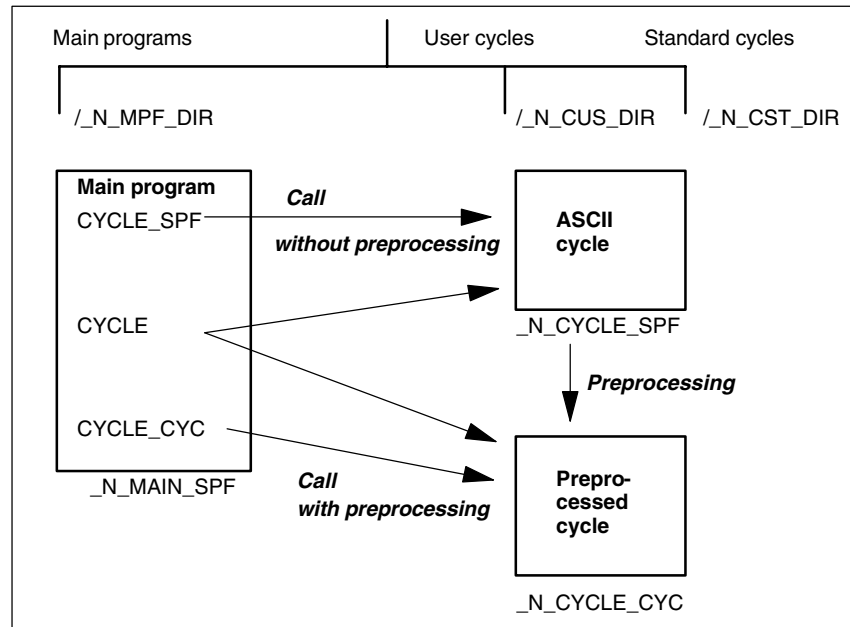 Main programs
User cycles
Standard cycles
/_N_MPF_DIR
/_N_CUS_DIR
/_N_CST_DIR
Main program
CYCLE_SPF
Call
without preprocessing
ASCII
cycle
CYCLE
_N_CYCLE_SPF
Preprocessing
CYCLE_CYC
_N_MAIN_SPF
Call
with preprocessing
Prepro-
cessed
cycle
_N_CYCLE_CYC